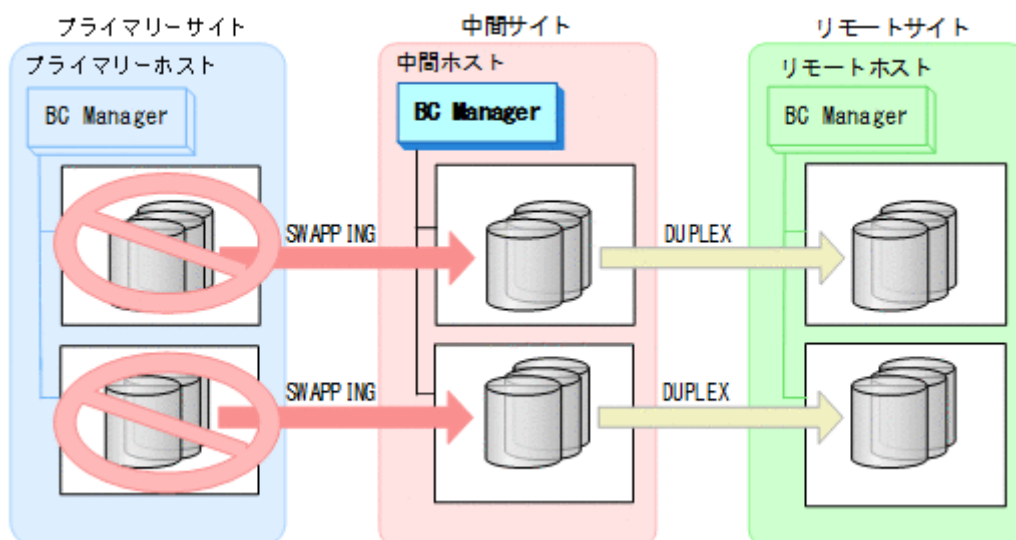 プライマリーサイト
中間サイト
リモートサイト
プライマリーホスト
中間ホスト
リモートホスト
BC Manager
BC Manager
BC Manager
SWAPPING
DUPLEX
SWAPPING
DUPLEX